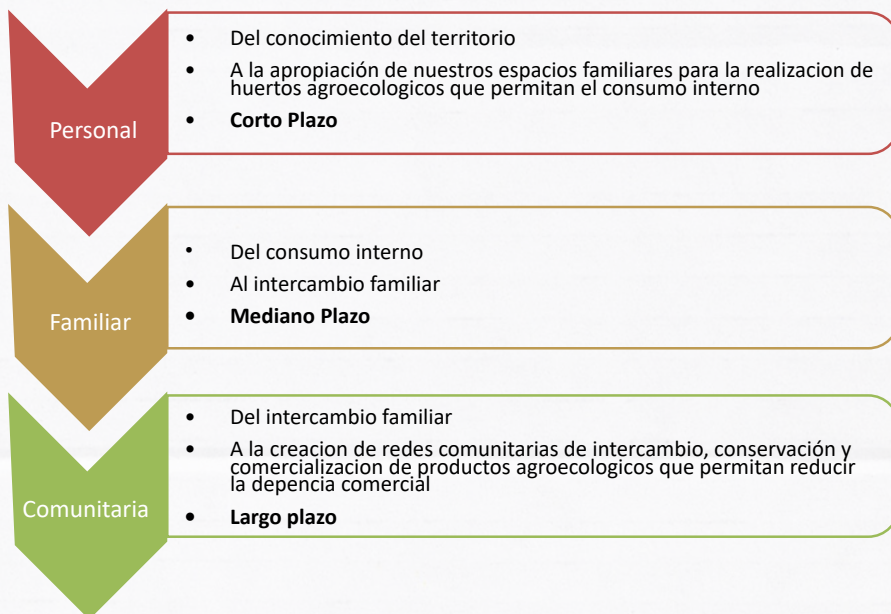 Personal
• Del conocimiento del territorio
• A la apropiación de nuestros espacios familiares para la realizacion de
huertos agroecologicos que permitan el consumo interno
• Corto Plazo
Familiar
• Del consumo interno
• Al intercambio familiar
• Mediano Plazo
Comunitaria
• Del intercambio familiar
• A la creacion de redes comunitarias de intercambio, conservación y
comercializacion de productos agroecologicos que permitan reducir
la depencia comercial
• Largo plazo